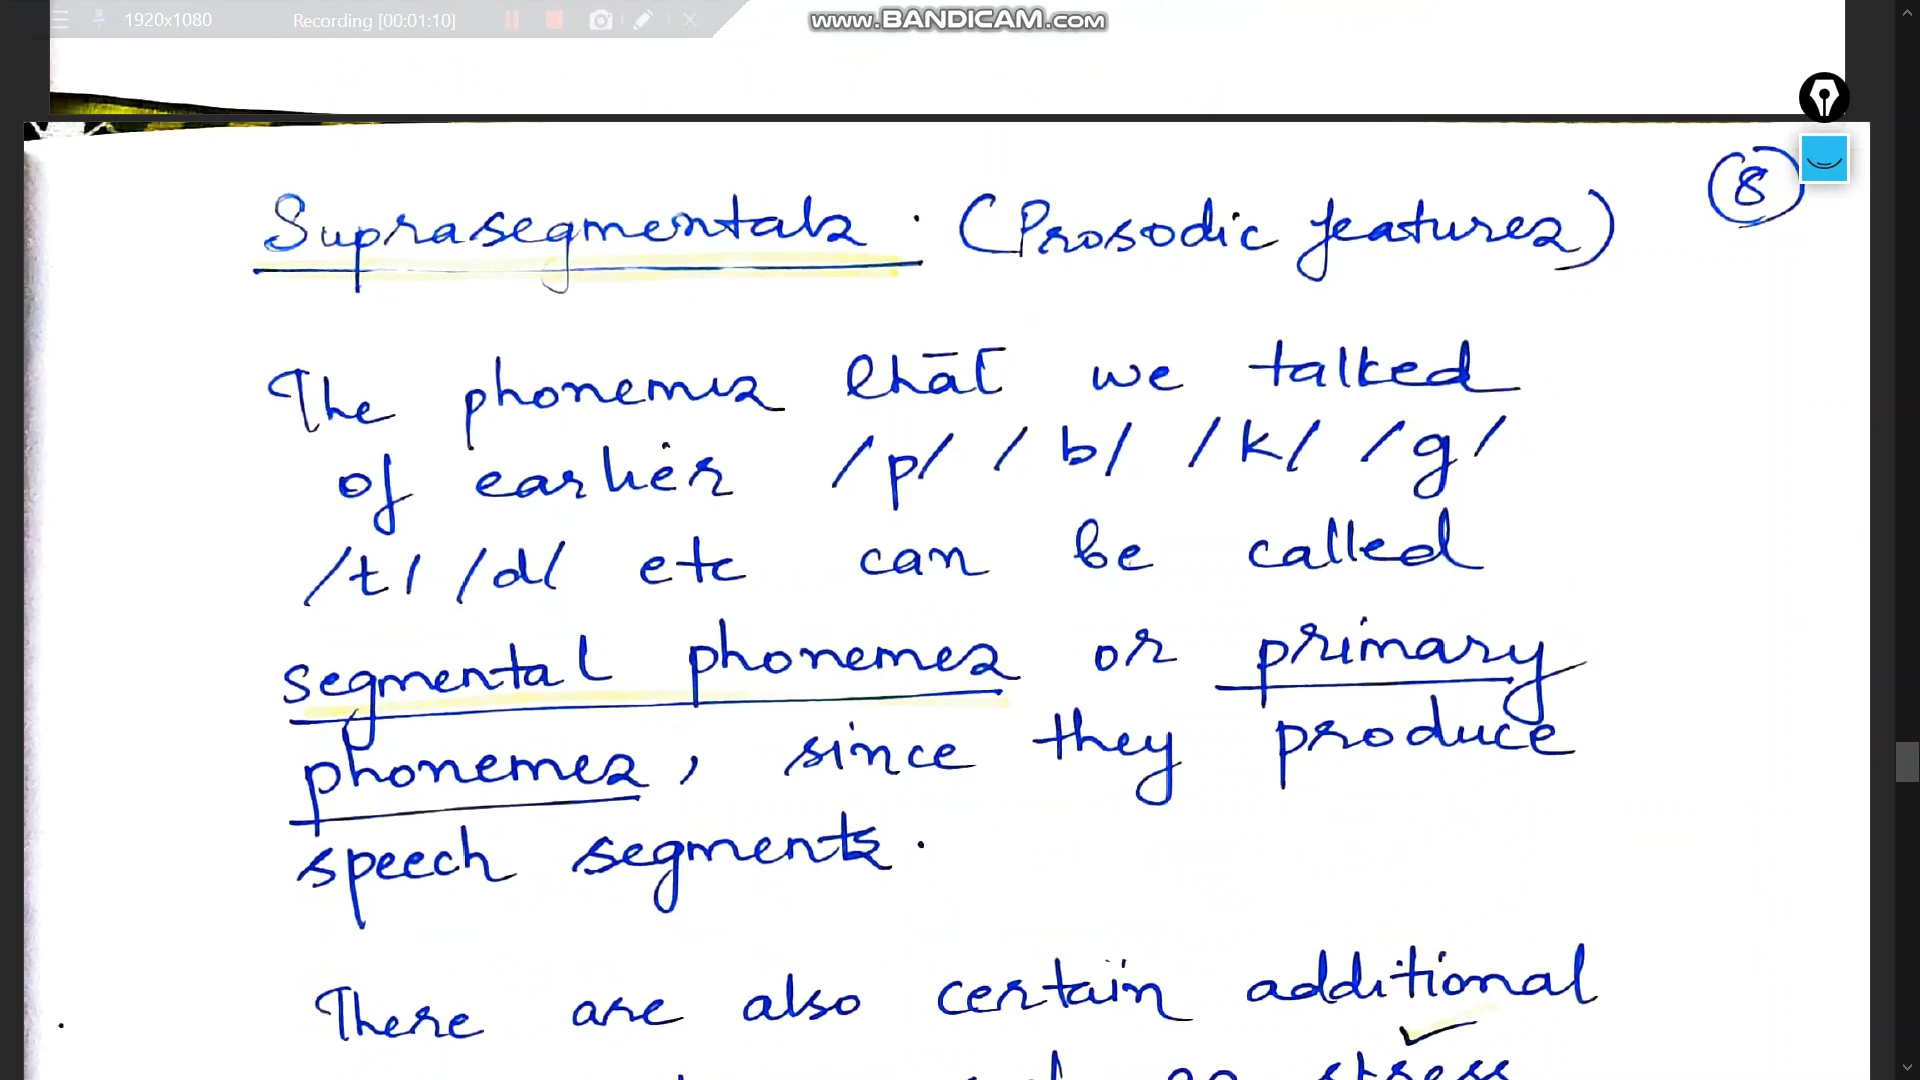 1920x1080 Recording [00:01:10]
www.BANDICAM.com
8
Suprasegmentals . (Prosodic features)
The phonemes that we talked
of earlier /p/ /b/ /k/ /g/
/t/ /d/ etc can be called
segmental phonemes or primary
phonemes, since they produce
speech segments.
There are also certain additional
stress